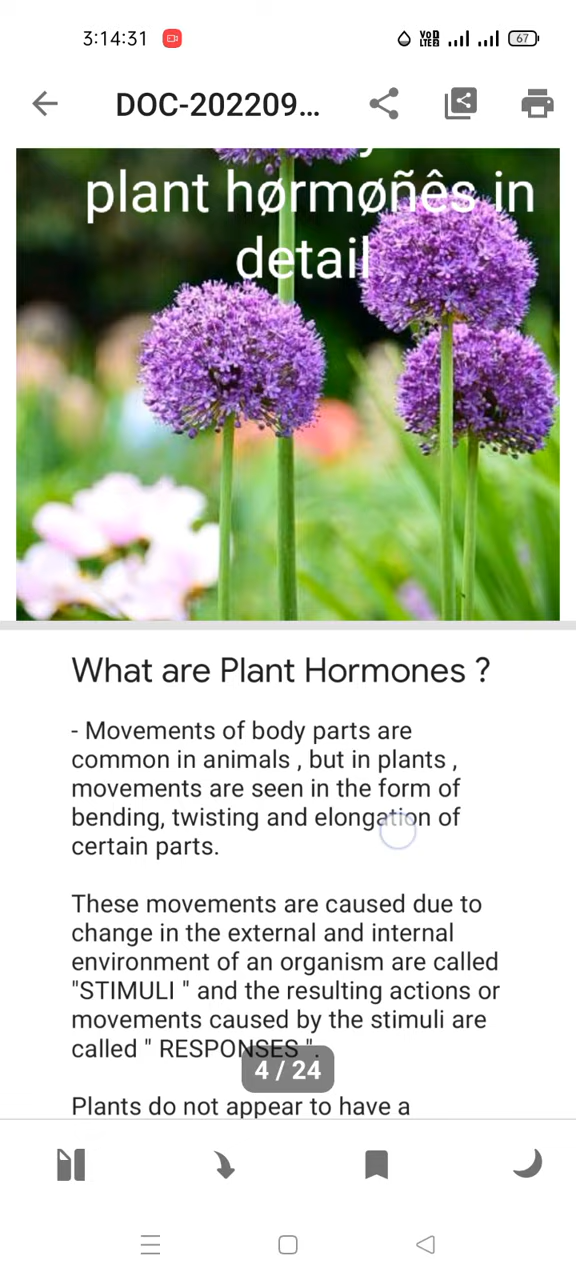 3:14:31
VoD LTED 67
DOC-202209...
plant hørmøñês in
detail
What are Plant Hormones ?
- Movements of body parts are
common in animals , but in plants ,
movements are seen in the form of
bending, twisting and elongation of
certain parts.
These movements are caused due to
change in the external and internal
environment of an organism are called
"STIMULI " and the resulting actions or
movements caused by the stimuli are
called " RESPONSES ".
4 / 24
Plants do not appear to have a